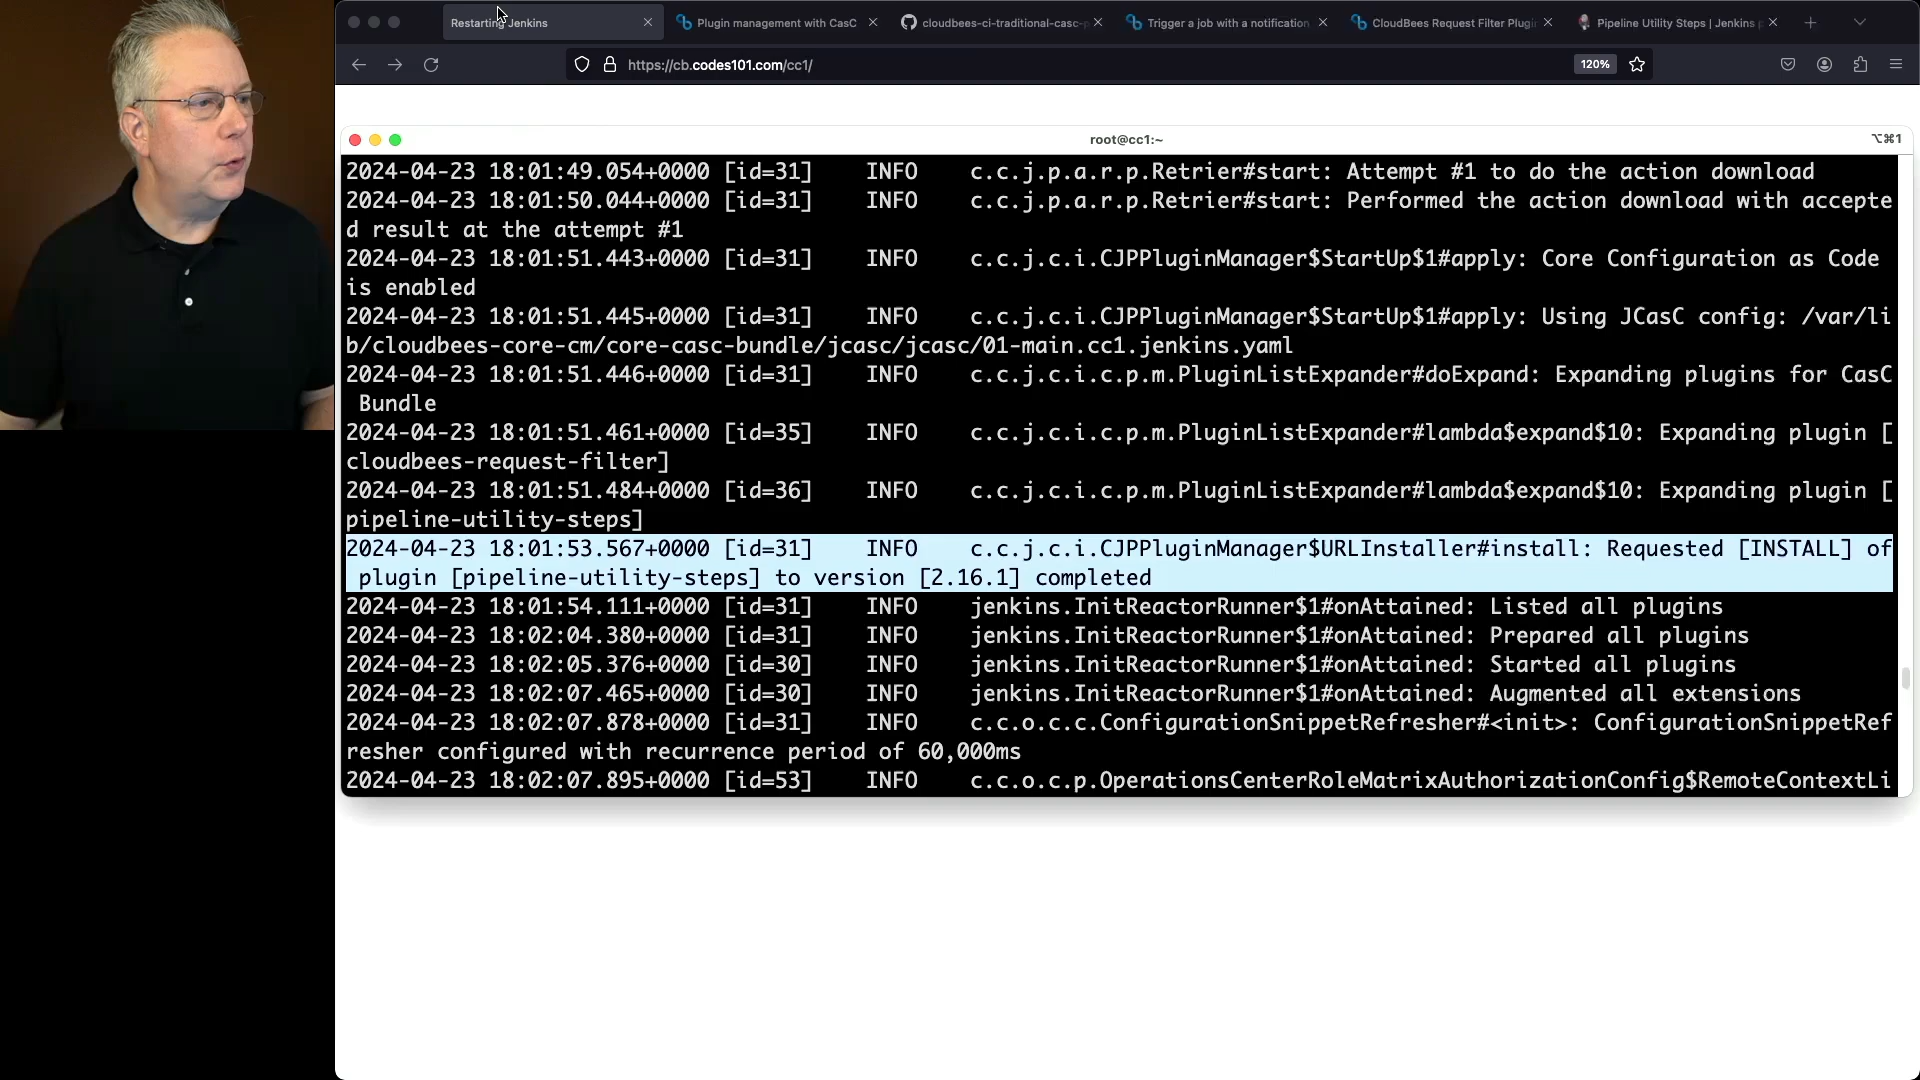 Restarting Jenkins
Plugin management with CasC
cloudbees-ci-traditional-casc-p
Trigger a job with a notification
CloudBees Request Filter Plugin
Pipeline Utility Steps | Jenkins p
https://cb.codes101.com/cc1/
120%
root@cc1:~
⌥⌘1
2024-04-23 18:01:49.054+0000 [id=31] INFO c.c.j.p.a.r.p.Retrier#start: Attempt #1 to do the action download
2024-04-23 18:01:50.044+0000 [id=31] INFO c.c.j.p.a.r.p.Retrier#start: Performed the action download with accepte
d result at the attempt #1
2024-04-23 18:01:51.443+0000 [id=31] INFO c.c.j.c.i.CJPPluginManager$StartUp$1#apply: Core Configuration as Code
is enabled
2024-04-23 18:01:51.445+0000 [id=31] INFO c.c.j.c.i.CJPPluginManager$StartUp$1#apply: Using JCasC config: /var/li
b/cloudbees-core-cm/core-casc-bundle/jcasc/jcasc/01-main.cc1.jenkins.yaml
2024-04-23 18:01:51.446+0000 [id=31] INFO c.c.j.c.i.c.p.m.PluginListExpander#doExpand: Expanding plugins for CasC
Bundle
2024-04-23 18:01:51.461+0000 [id=35] INFO c.c.j.c.i.c.p.m.PluginListExpander#lambda$expand$10: Expanding plugin [
cloudbees-request-filter]
2024-04-23 18:01:51.484+0000 [id=36] INFO c.c.j.c.i.c.p.m.PluginListExpander#lambda$expand$10: Expanding plugin [
pipeline-utility-steps]
2024-04-23 18:01:53.567+0000 [id=31] INFO c.c.j.c.i.CJPPluginManager$URLInstaller#install: Requested [INSTALL] of
plugin [pipeline-utility-steps] to version [2.16.1] completed
2024-04-23 18:01:54.111+0000 [id=31] INFO jenkins.InitReactorRunner$1#onAttained: Listed all plugins
2024-04-23 18:02:04.380+0000 [id=31] INFO jenkins.InitReactorRunner$1#onAttained: Prepared all plugins
2024-04-23 18:02:05.376+0000 [id=30] INFO jenkins.InitReactorRunner$1#onAttained: Started all plugins
2024-04-23 18:02:07.465+0000 [id=30] INFO jenkins.InitReactorRunner$1#onAttained: Augmented all extensions
2024-04-23 18:02:07.878+0000 [id=31] INFO c.c.o.c.c.ConfigurationSnippetRefresher#<init>: ConfigurationSnippetRef
resher configured with recurrence period of 60,000ms
2024-04-23 18:02:07.895+0000 [id=53] INFO c.c.o.c.p.OperationsCenterRoleMatrixAuthorizationConfig$RemoteContextLi